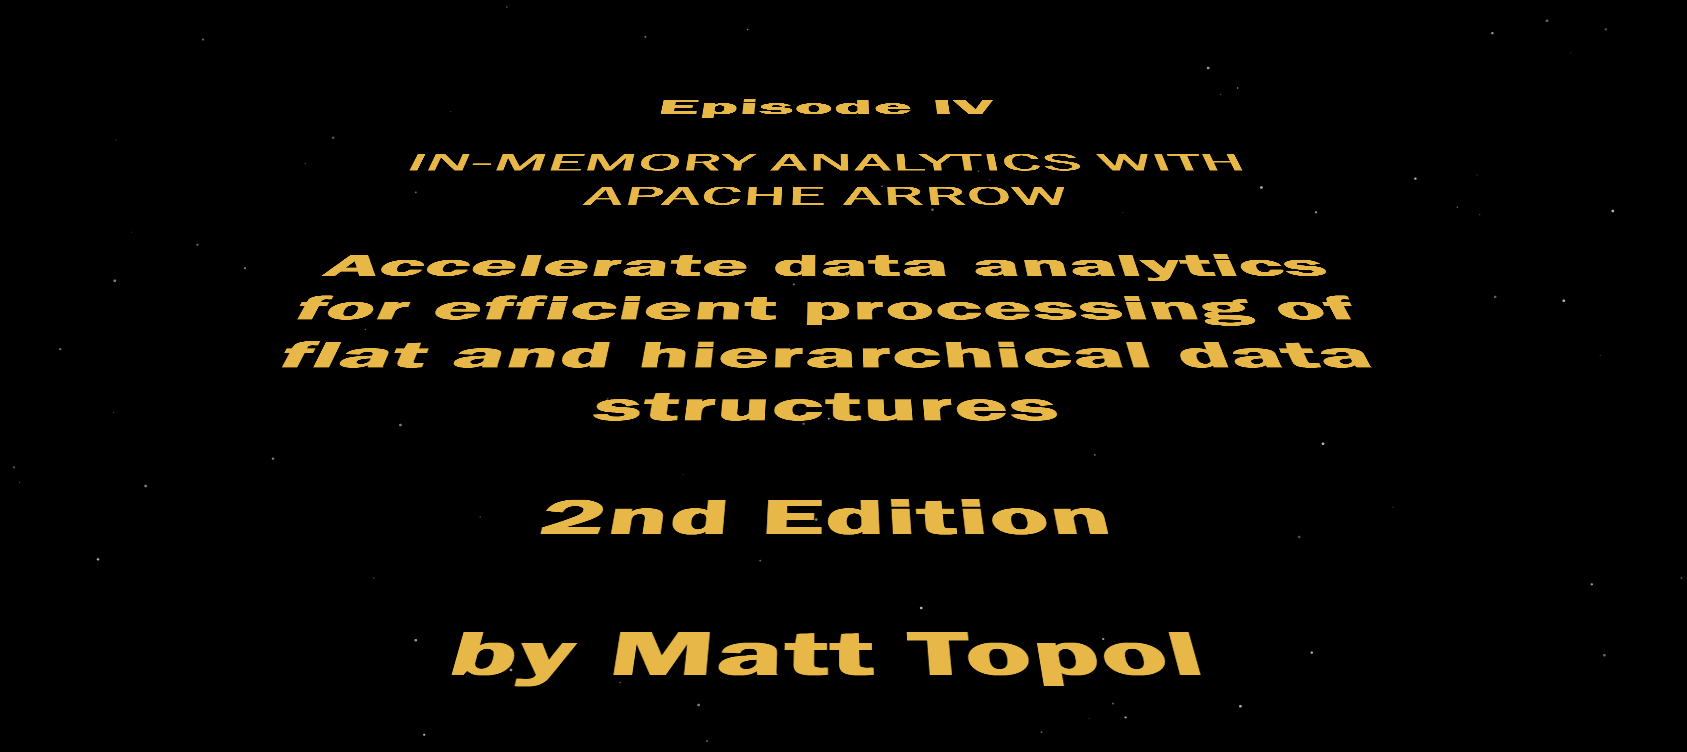 Episode IV
IN-MEMORY ANALYTICS WITH
APACHE ARROW
Accelerate data analytics
for efficient processing of
flat and hierarchical data
structures
2nd Edition
by Matt Topol